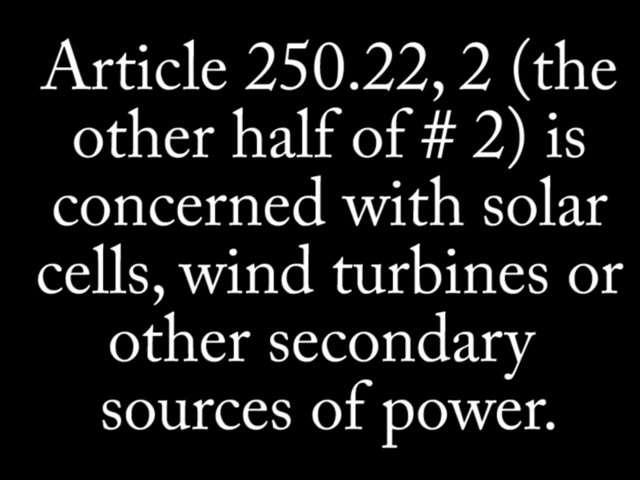 Article 250.22, 2 (the
other half of # 2) is
concerned with solar
cells, wind turbines or
other secondary
sources of power.